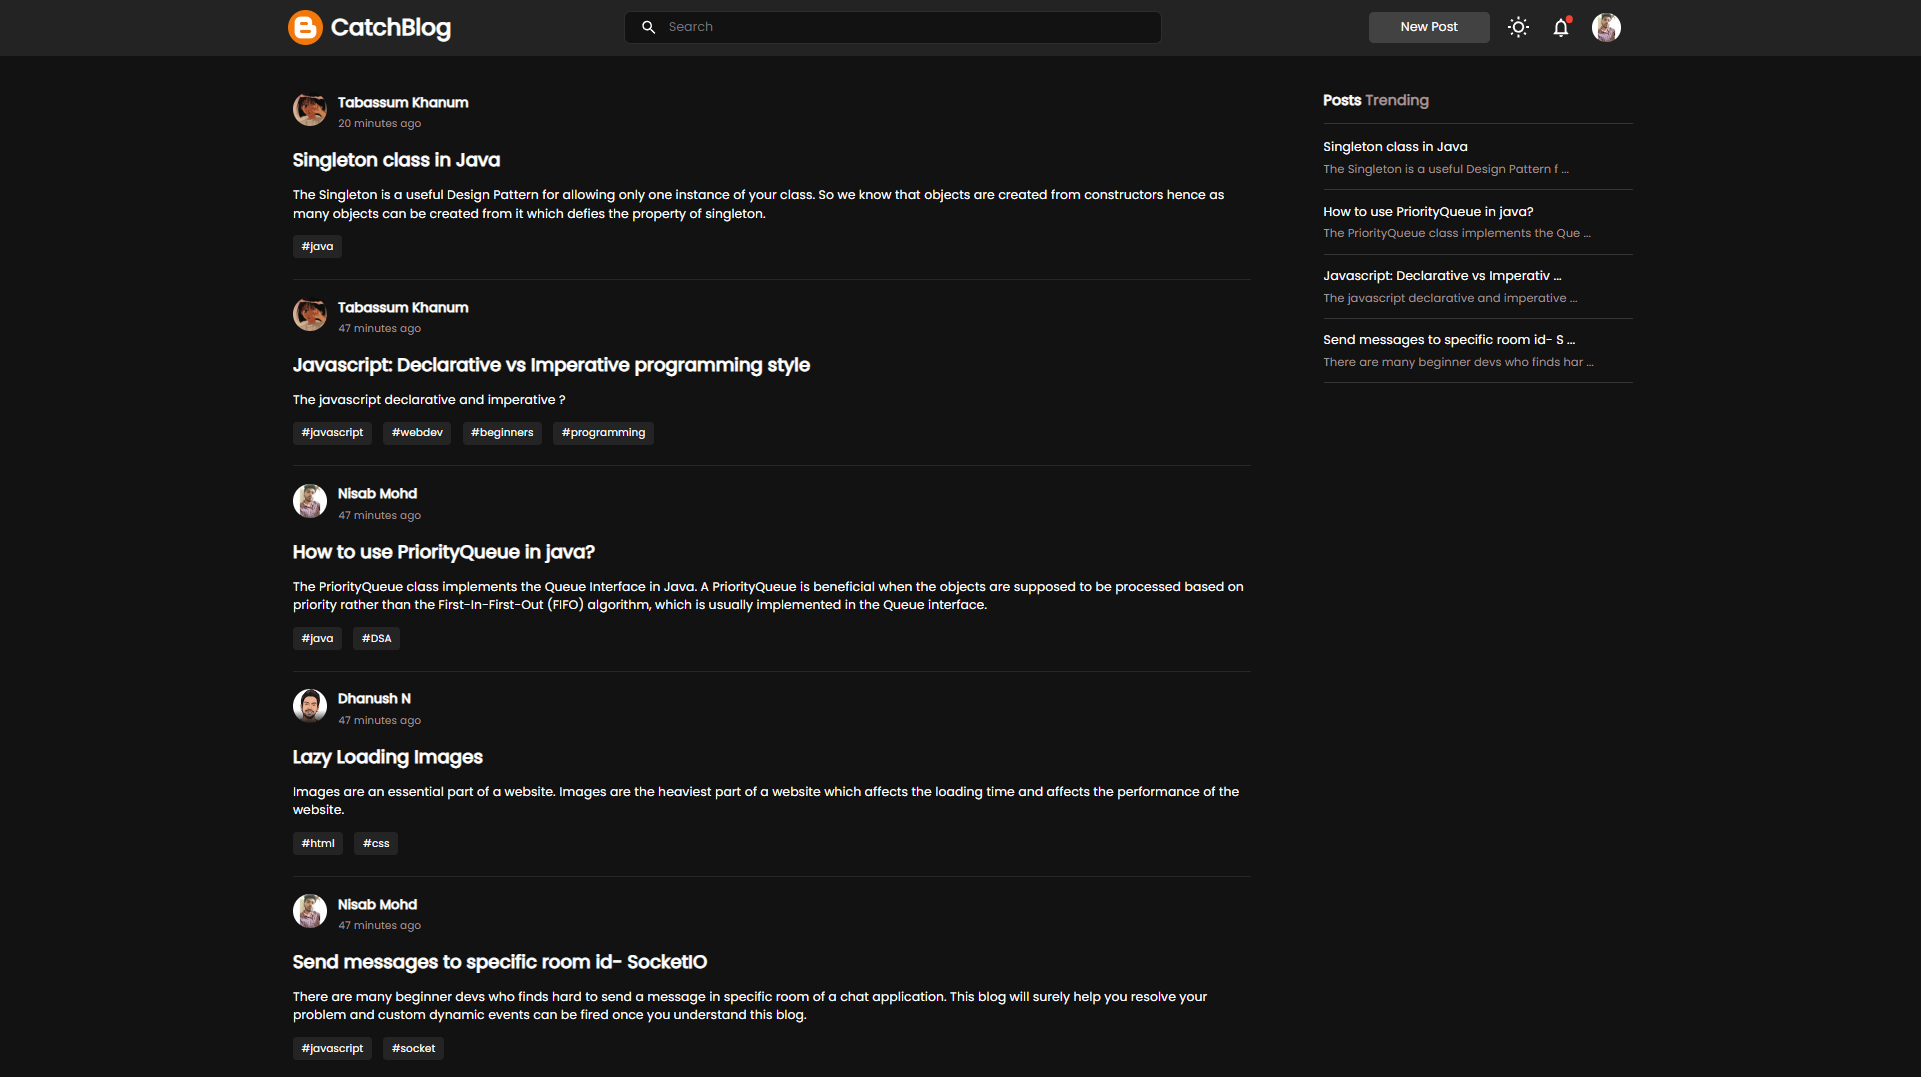 CatchBlog
Search
New Post
Tabassum Khanum
20 minutes ago
Singleton class in Java
The Singleton is a useful Design Pattern for allowing only one instance of your class. So we know that objects are created from constructors hence as
many objects can be created from it which defies the property of singleton.
#java
Tabassum Khanum
47 minutes ago
Javascript: Declarative vs Imperative programming style
The javascript declarative and imperative ?
#javascript #webdev #beginners #programming
Nisab Mohd
47 minutes ago
How to use PriorityQueue in java?
The PriorityQueue class implements the Queue Interface in Java. A PriorityQueue is beneficial when the objects are supposed to be processed based on
priority rather than the First-In-First-Out (FIFO) algorithm, which is usually implemented in the Queue interface.
#java #DSA
Dhanush N
47 minutes ago
Lazy Loading Images
Images are an essential part of a website. Images are the heaviest part of a website which affects the loading time and affects the performance of the
website.
#html #css
Nisab Mohd
47 minutes ago
Send messages to specific room id- SocketIO
There are many beginner devs who finds hard to send a message in specific room of a chat application. This blog will surely help you resolve your
problem and custom dynamic events can be fired once you understand this blog.
#javascript #socket
Posts Trending
Singleton class in Java
The Singleton is a useful Design Pattern f ...
How to use PriorityQueue in java?
The PriorityQueue class implements the Que ...
Javascript: Declarative vs Imperativ ...
The javascript declarative and imperative ...
Send messages to specific room id- S ...
There are many beginner devs who finds har ...